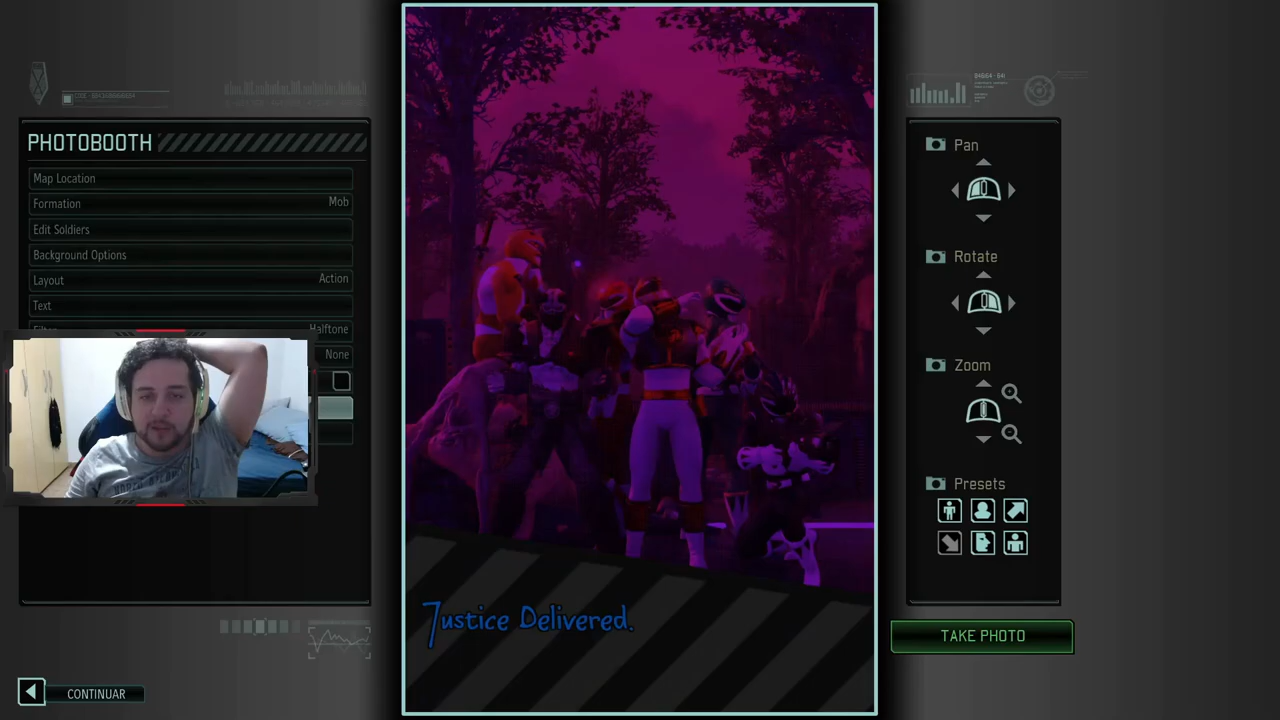 PHOTOBOOTH
Map Location
Formation Mob
Edit Soldiers
Background Options
Layout Action
Text
Halftone
None
CONTINUAR
Justice Delivered.
Pan
Rotate
Zoom
Presets
TAKE PHOTO